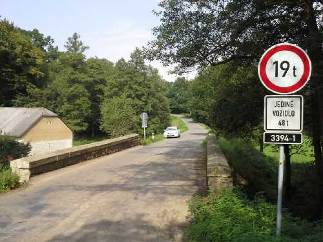 19t
JEDINÉ
VOZIDLO
48 t
3394-1